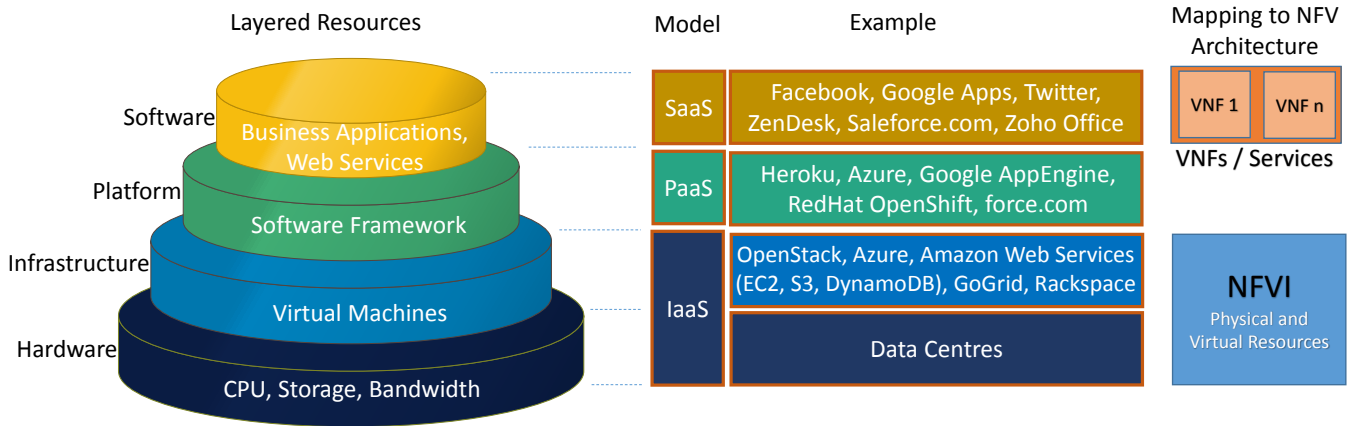 Layered Resources
Model
Example
Mapping to NFV
Architecture
Software
Business Applications,
Web Services
SaaS
Facebook, Google Apps, Twitter,
ZenDesk, Saleforce.com, Zoho Office
VNF 1
VNF n
VNFs / Services
Platform
Software Framework
PaaS
Heroku, Azure, Google AppEngine,
RedHat OpenShift, force.com
Infrastructure
Virtual Machines
IaaS
OpenStack, Azure, Amazon Web Services
(EC2, S3, DynamoDB), GoGrid, Rackspace
NFVI
Physical and
Virtual Resources
Hardware
CPU, Storage, Bandwidth
Data Centres